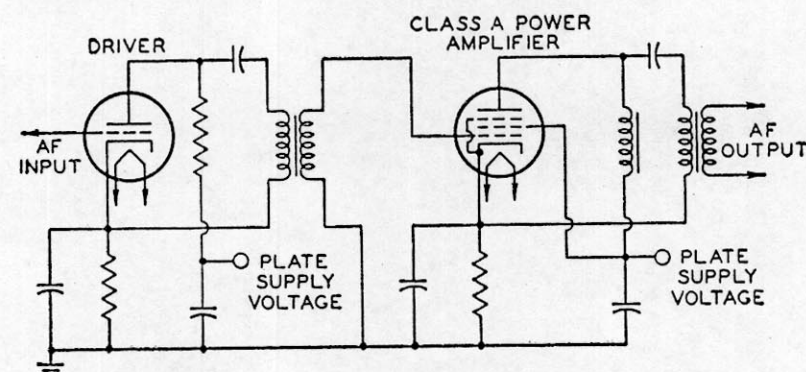 DRIVER
CLASS A POWER
AMPLIFIER
AF
INPUT
AF
OUTPUT
PLATE
SUPPLY
VOLTAGE
PLATE
SUPPLY
VOLTAGE